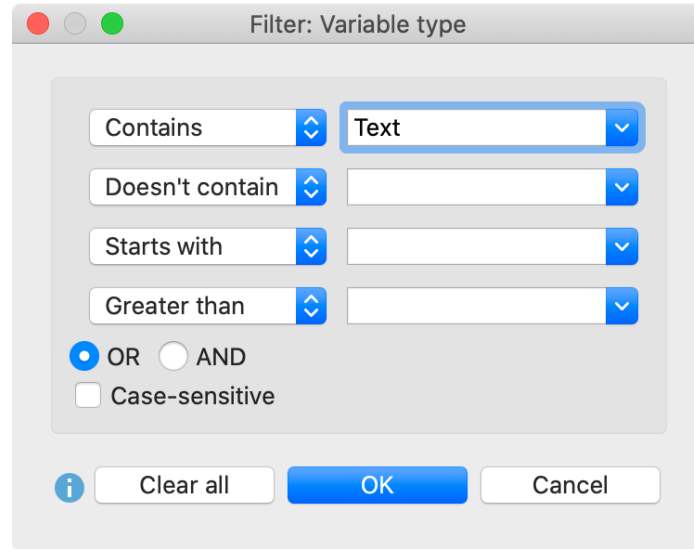 Filter: Variable type
Contains Text
Doesn't contain
Starts with
Greater than
OR AND
Case-sensitive
i Clear all OK Cancel